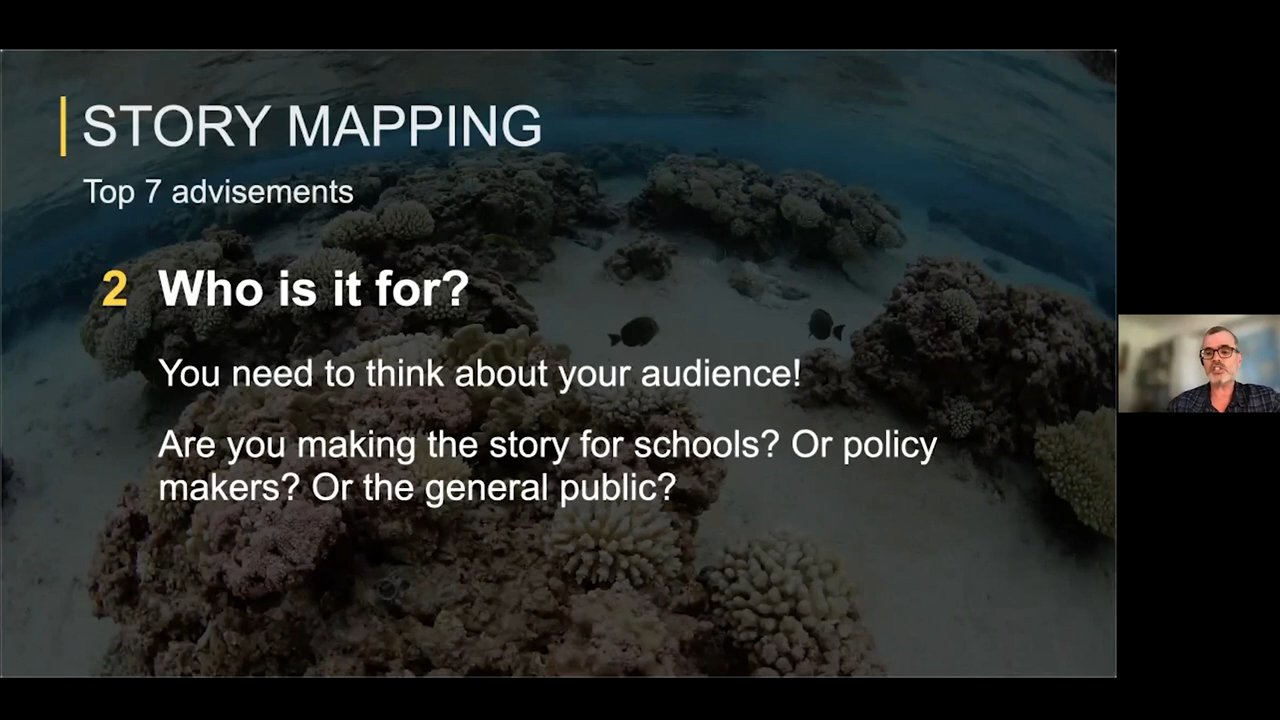 STORY MAPPING
Top 7 advisements
2 Who is it for?
You need to think about your audience!
Are you making the story for schools? Or policy
makers? Or the general public?